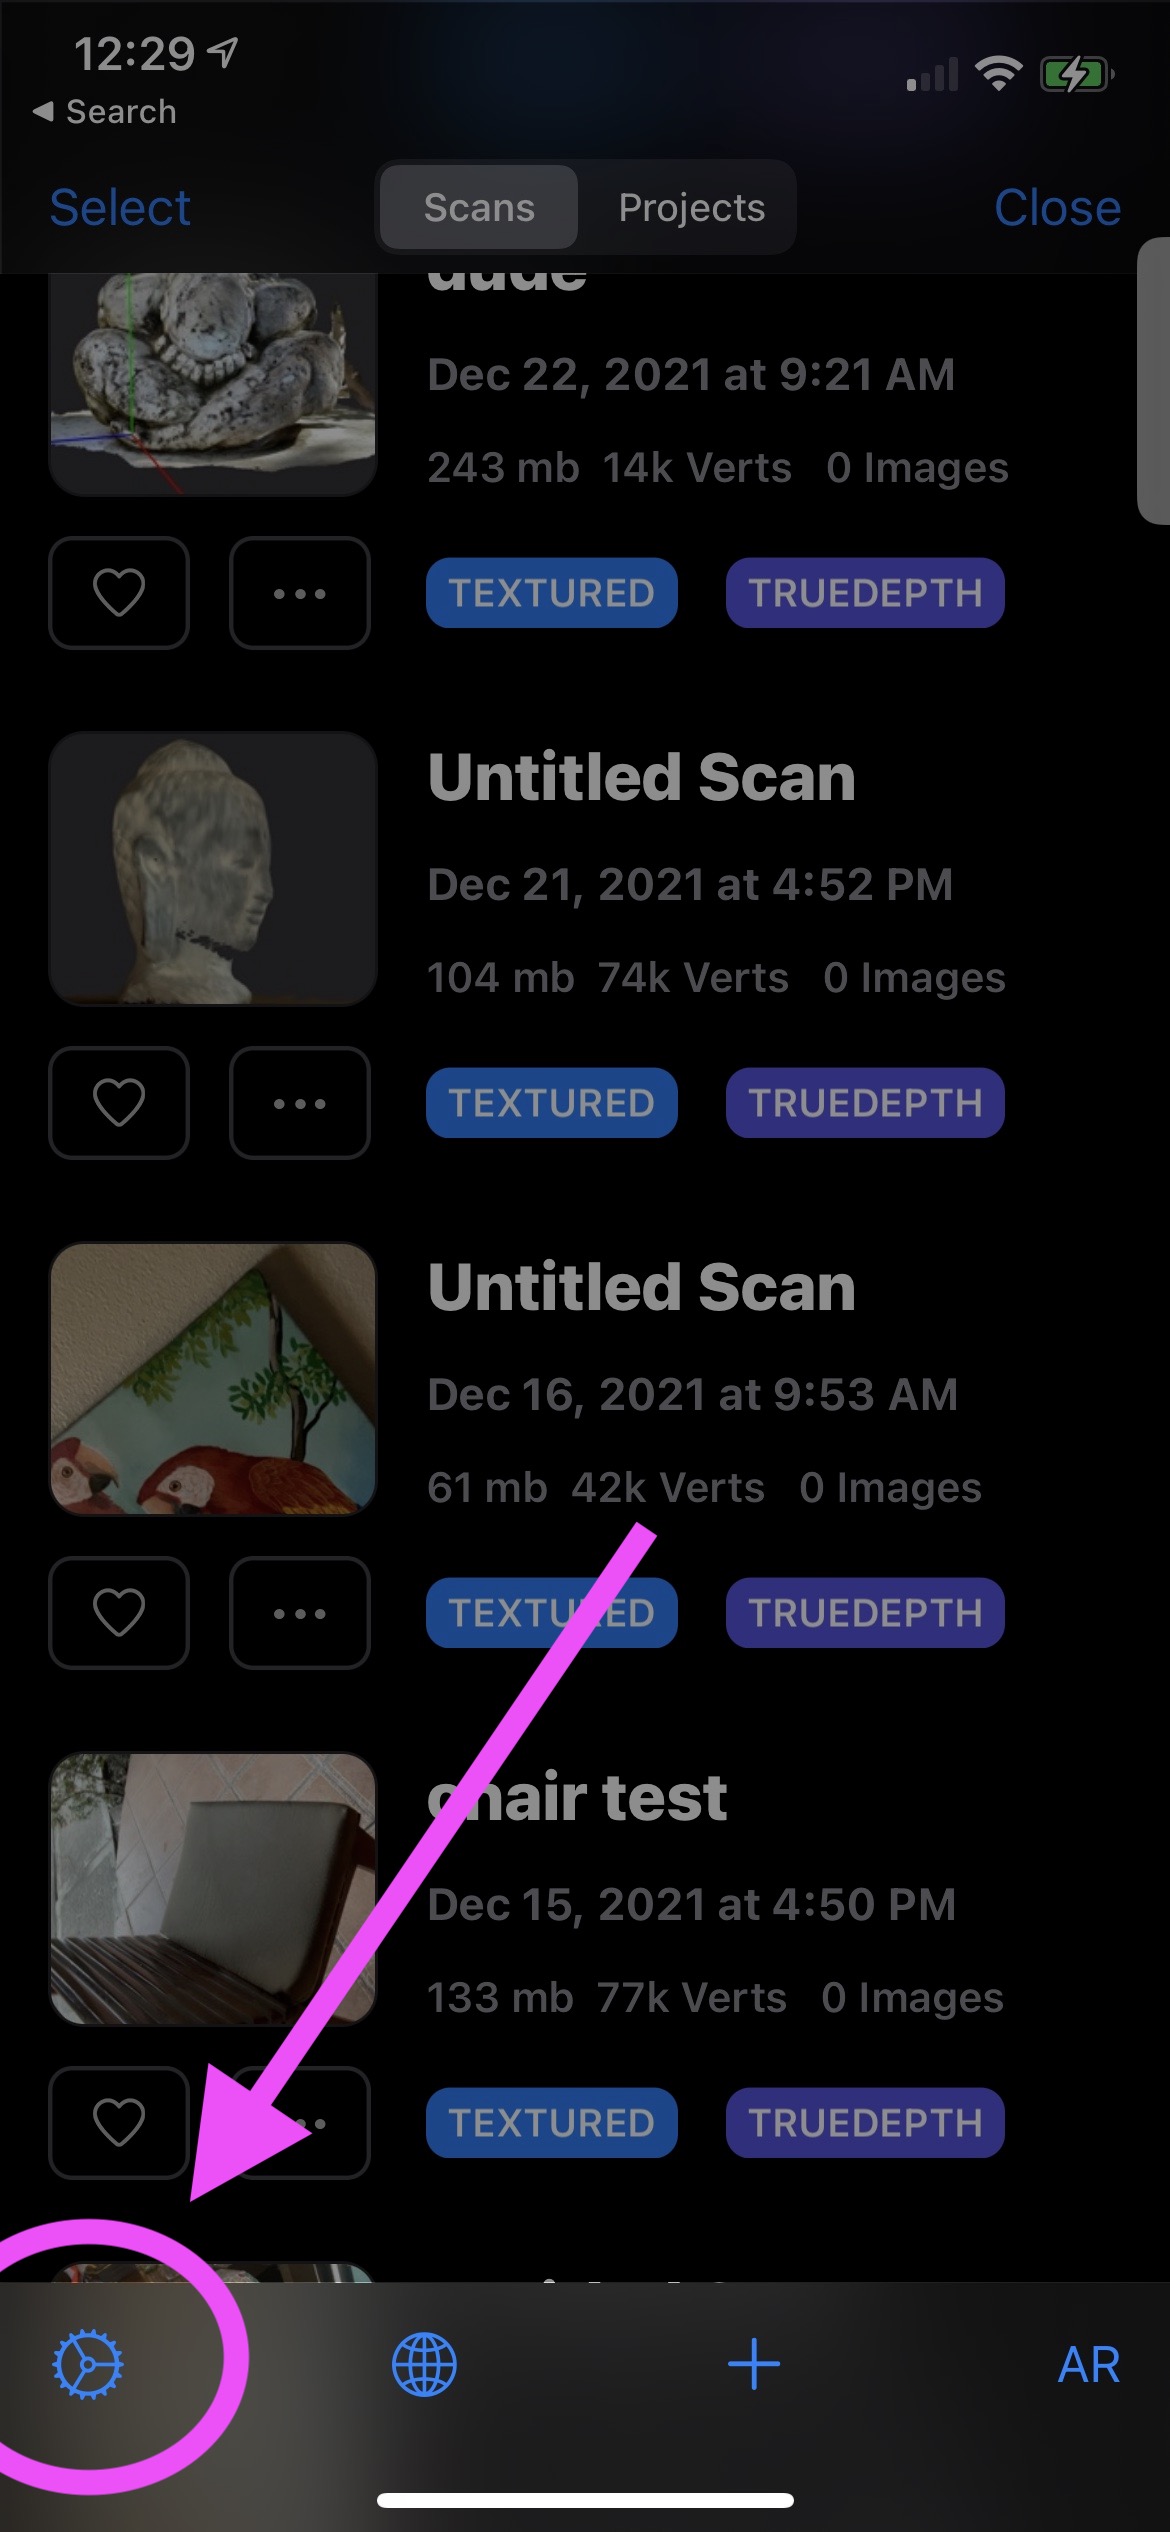 12:29
Search
Select Scans Projects Close
dude
Dec 22, 2021 at 9:21 AM
243 mb 14k Verts 0 Images
TEXTURED TRUEDEPTH
Untitled Scan
Dec 21, 2021 at 4:52 PM
104 mb 74k Verts 0 Images
TEXTURED TRUEDEPTH
Untitled Scan
Dec 16, 2021 at 9:53 AM
61 mb 42k Verts 0 Images
TEXTURED TRUEDEPTH
chair test
Dec 15, 2021 at 4:50 PM
133 mb 77k Verts 0 Images
TEXTURED TRUEDEPTH
AR